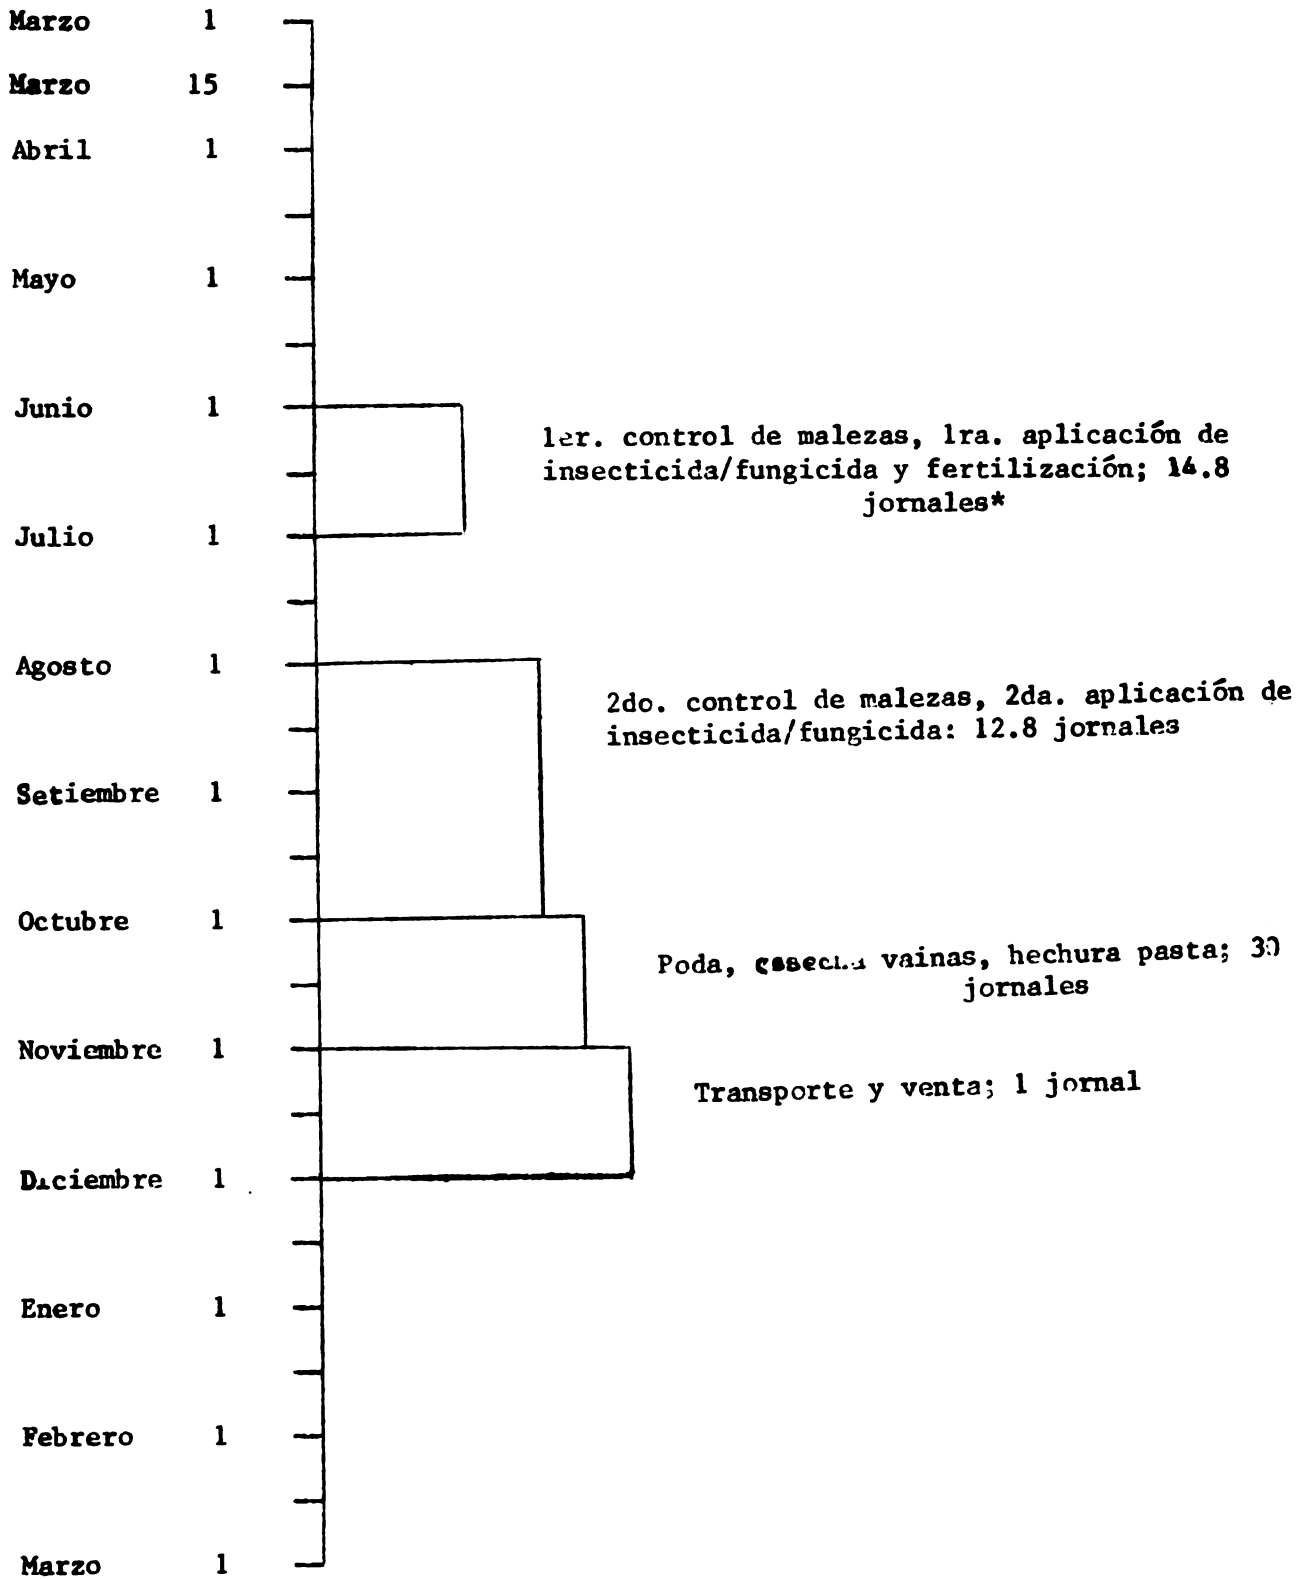 Marzo 1
Marzo 15
Abril 1
Mayo 1
Junio 1
1er. control de malezas, 1ra. aplicación de
insecticida/fungicida y fertilización; 14.8
jornales*
Julio 1
Agosto 1
2do. control de malezas, 2da. aplicación de
insecticida/fungicida: 12.8 jornales
Setiembre 1
Octubre 1
Poda, vainas, hechura pasta; 30
jornales
Noviembre 1
Transporte y venta; 1 jornal
Diciembre 1
Enero 1
Febrero 1
Marzo 1